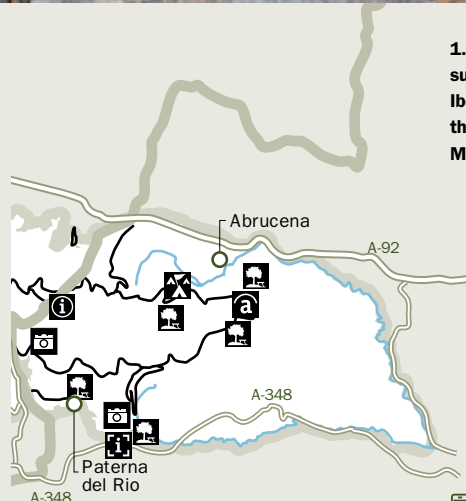 1.
su
Ib
th
M
Abrucena
A-92
i
a
A-348
i
Paterna
del Rio
A-348